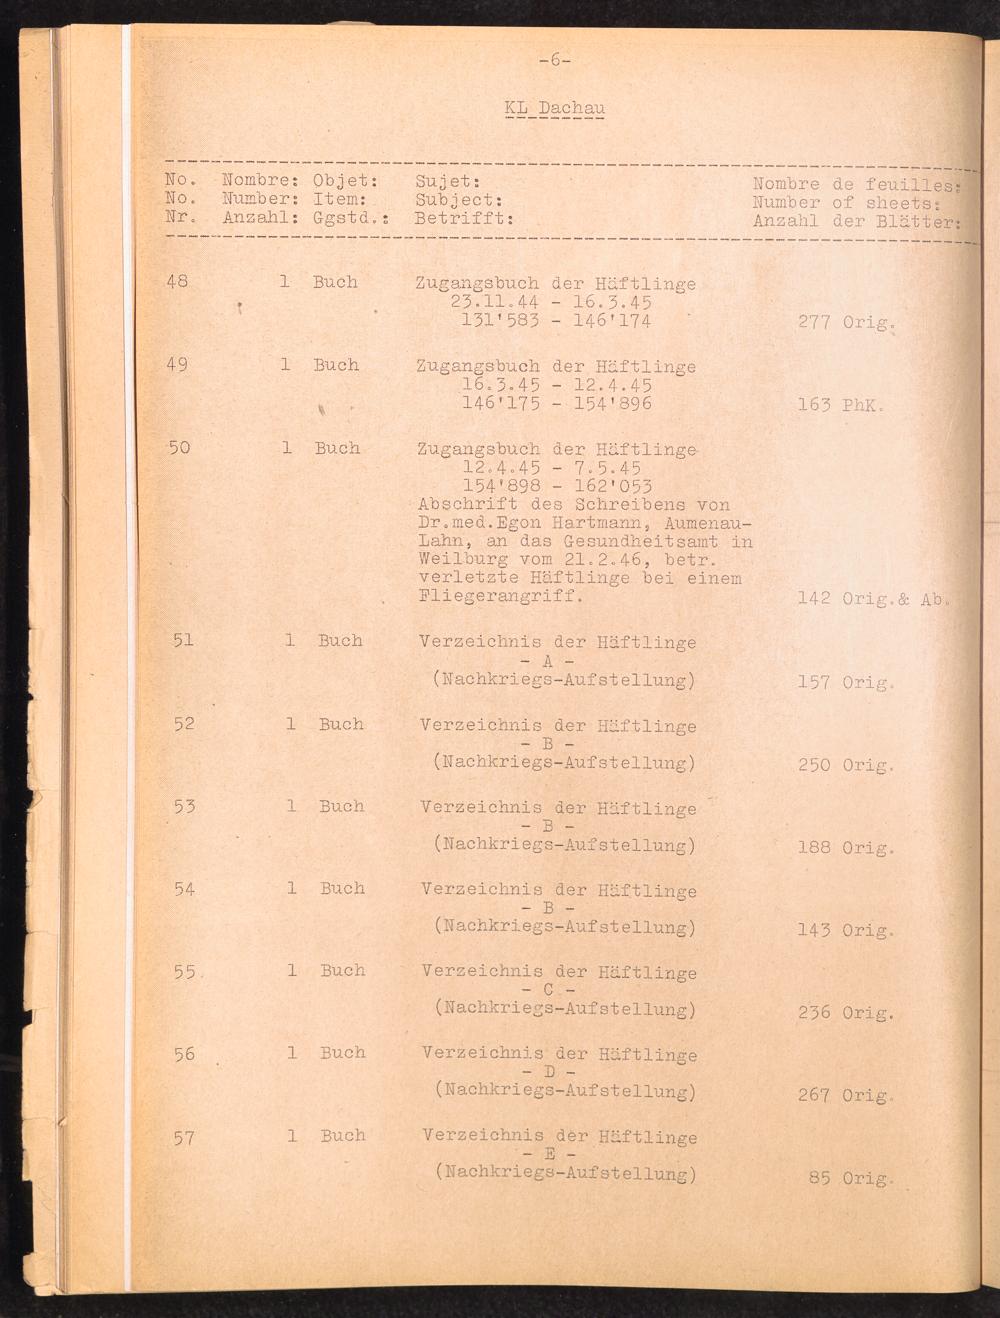 -6-
KL Dachau
No. Nombre: Objet: Sujet: Nombre de feuilles:
No. Number: Item: Subject: Number of sheets:
Nr. Anzahl: Ggstd.: Betrifft: Anzahl der Blätter:
48 1 Buch Zugangsbuch der Häftlinge
23.11.44 - 16.3.45
131'583 - 146'174 277 Orig.
49 1 Buch Zugangsbuch der Häftlinge
16.3.45 - 12.4.45
146'175 - 154'896 163 PhK.
50 1 Buch Zugangsbuch der Häftlinge
12.4.45 - 7.5.45
154'898 - 162'053
Abschrift des Schreibens von
Dr.med.Egon Hartmann, Aumenau-
Lahn, an das Gesundheitsamt in
Weilburg vom 21.2.46, betr.
verletzte Häftlinge bei einem
Fliegerangriff. 142 Orig.& Ab.
51 1 Buch Verzeichnis der Häftlinge
- A -
(Nachkriegs-Aufstellung) 157 Orig.
52 1 Buch Verzeichnis der Häftlinge
- B -
(Nachkriegs-Aufstellung) 250 Orig.
53 1 Buch Verzeichnis der Häftlinge
- B -
(Nachkriegs-Aufstellung) 188 Orig.
54 1 Buch Verzeichnis der Häftlinge
- B -
(Nachkriegs-Aufstellung) 143 Orig.
55 1 Buch Verzeichnis der Häftlinge
- C -
(Nachkriegs-Aufstellung) 236 Orig.
56 1 Buch Verzeichnis der Häftlinge
- D -
(Nachkriegs-Aufstellung) 267 Orig.
57 1 Buch Verzeichnis der Häftlinge
- E -
(Nachkriegs-Aufstellung) 85 Orig.